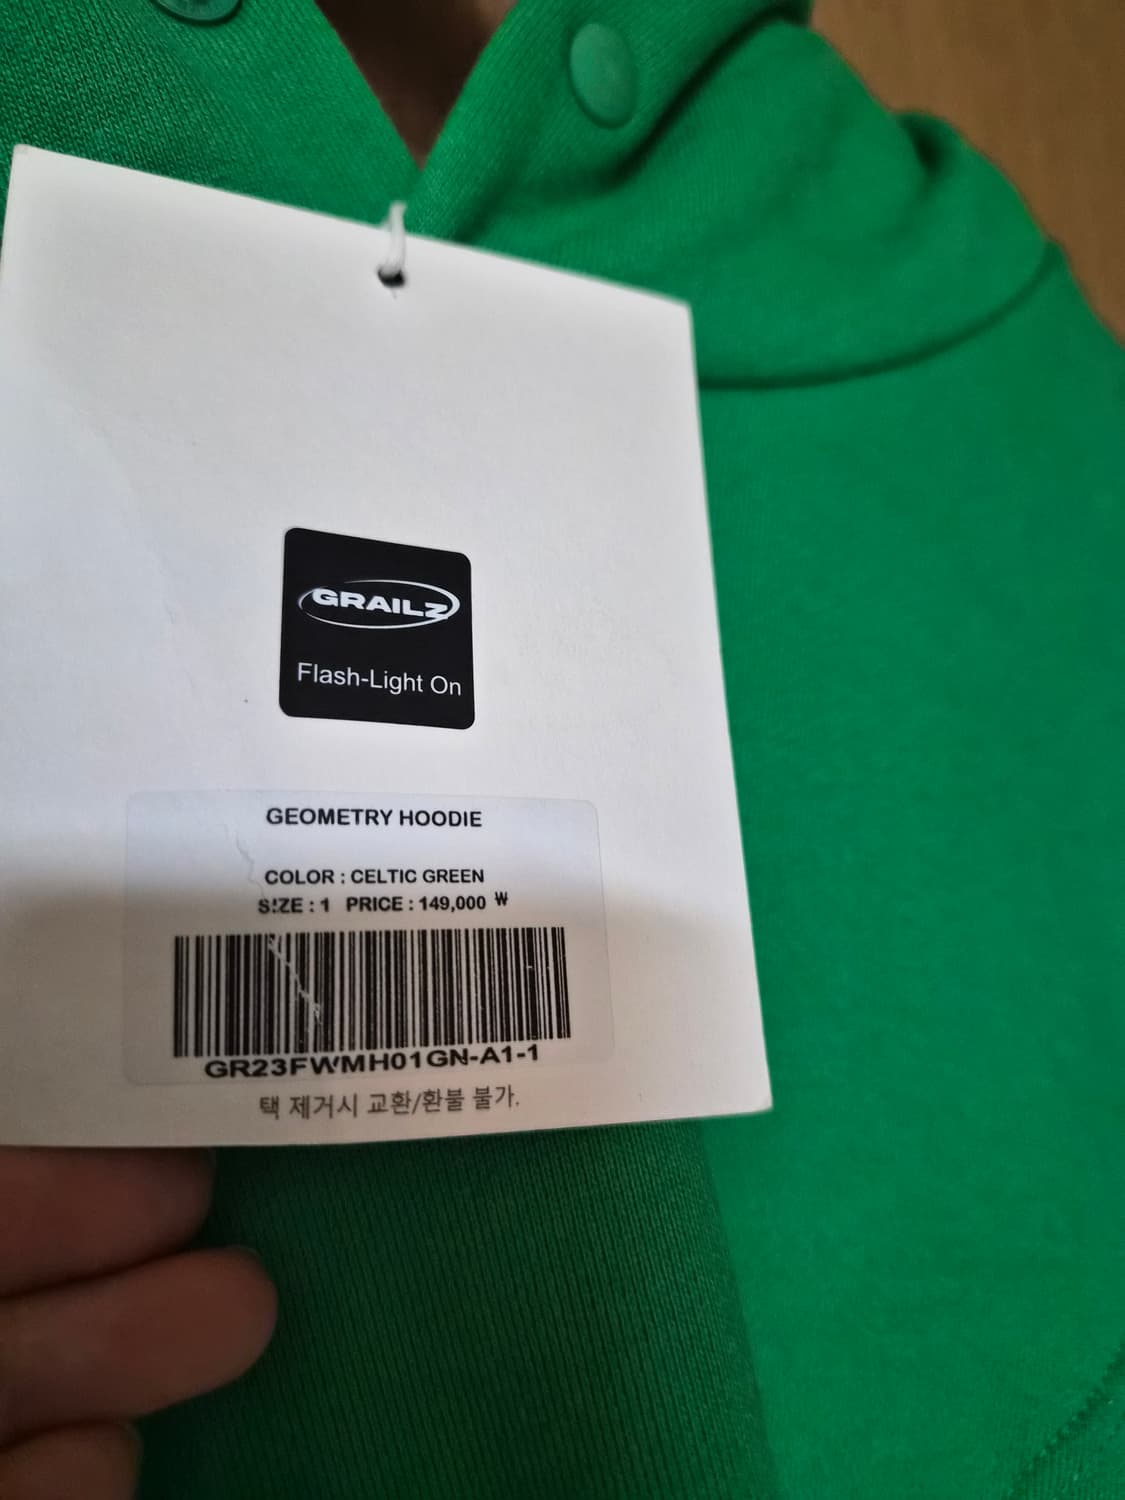 GRAILZ
Flash-Light On
GEOMETRY HOODIE
COLOR : CELTIC GREEN
SIZE : 1 PRICE : 149,000 ₩
GR23FWMH01GN-A1-1
택 제거시 교환/환불 불가.